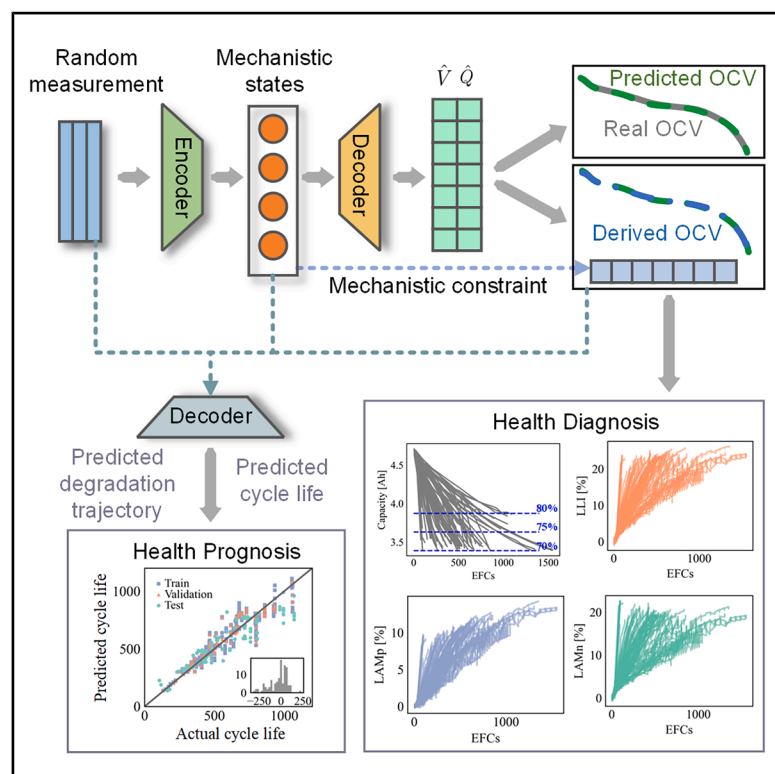 Random
measurement
Mechanistic
states
V̂ Q̂
Encoder
Decoder
Predicted OCV
Real OCV
Derived OCV
Mechanistic constraint
Decoder
Predicted
degradation
trajectory
Predicted
cycle life
Health Prognosis
Predicted cycle life
1000
500
0
Train
Validation
Test
10
0
−250 0 250
0 500 1000
Actual cycle life
Health Diagnosis
Capacity [Ah]
4.5
4.0
3.5
80%
75%
70%
0 500 1000 1500
EFCs
LLI [%]
20
10
0
0 1000
EFCs
LAMp [%]
10
5
0
0 1000
EFCs
LAMn [%]
20
10
0
0 1000
EFCs